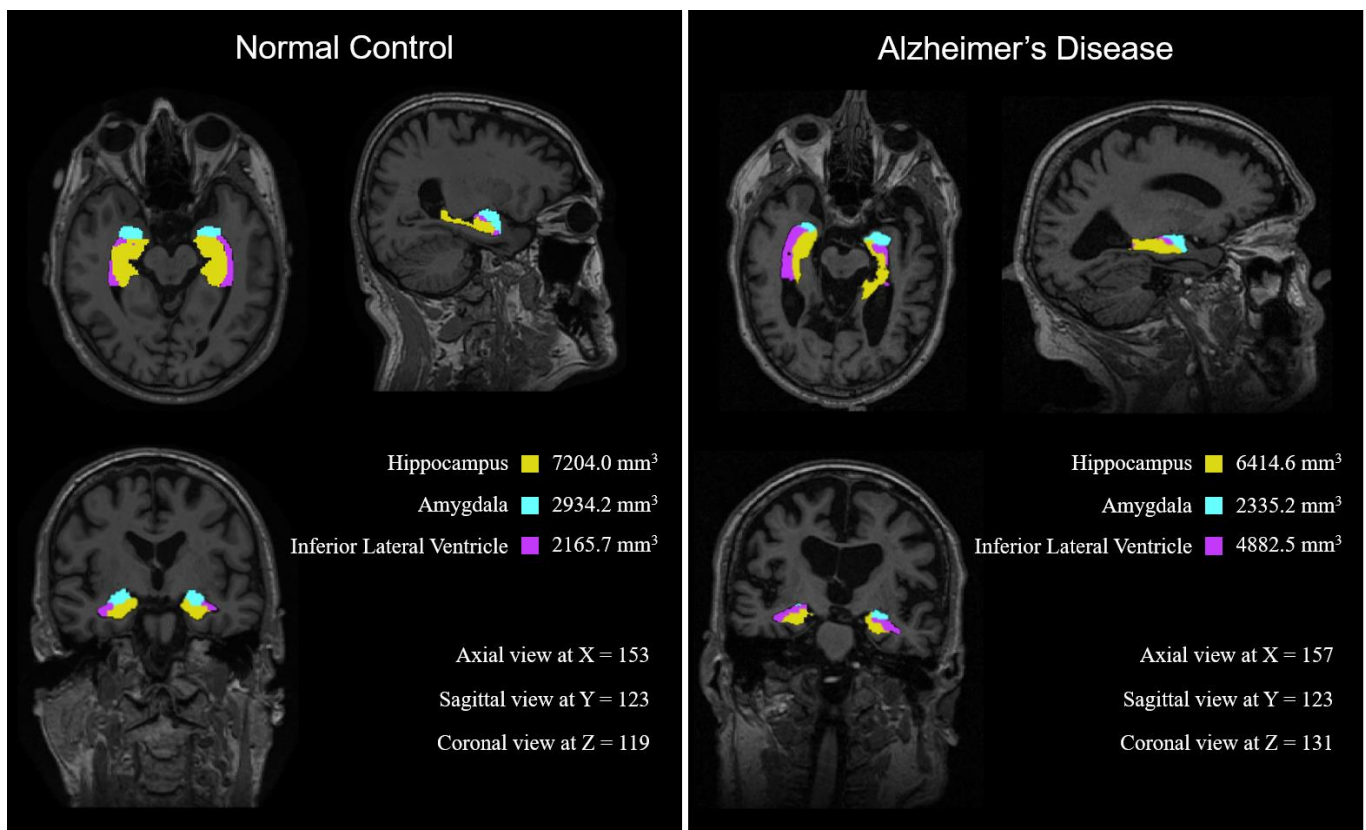 Normal Control
Hippocampus 7204.0 mm³
Amygdala 2934.2 mm³
Inferior Lateral Ventricle 2165.7 mm³
Axial view at X = 153
Sagittal view at Y = 123
Coronal view at Z = 119
Alzheimer’s Disease
Hippocampus 6414.6 mm³
Amygdala 2335.2 mm³
Inferior Lateral Ventricle 4882.5 mm³
Axial view at X = 157
Sagittal view at Y = 123
Coronal view at Z = 131